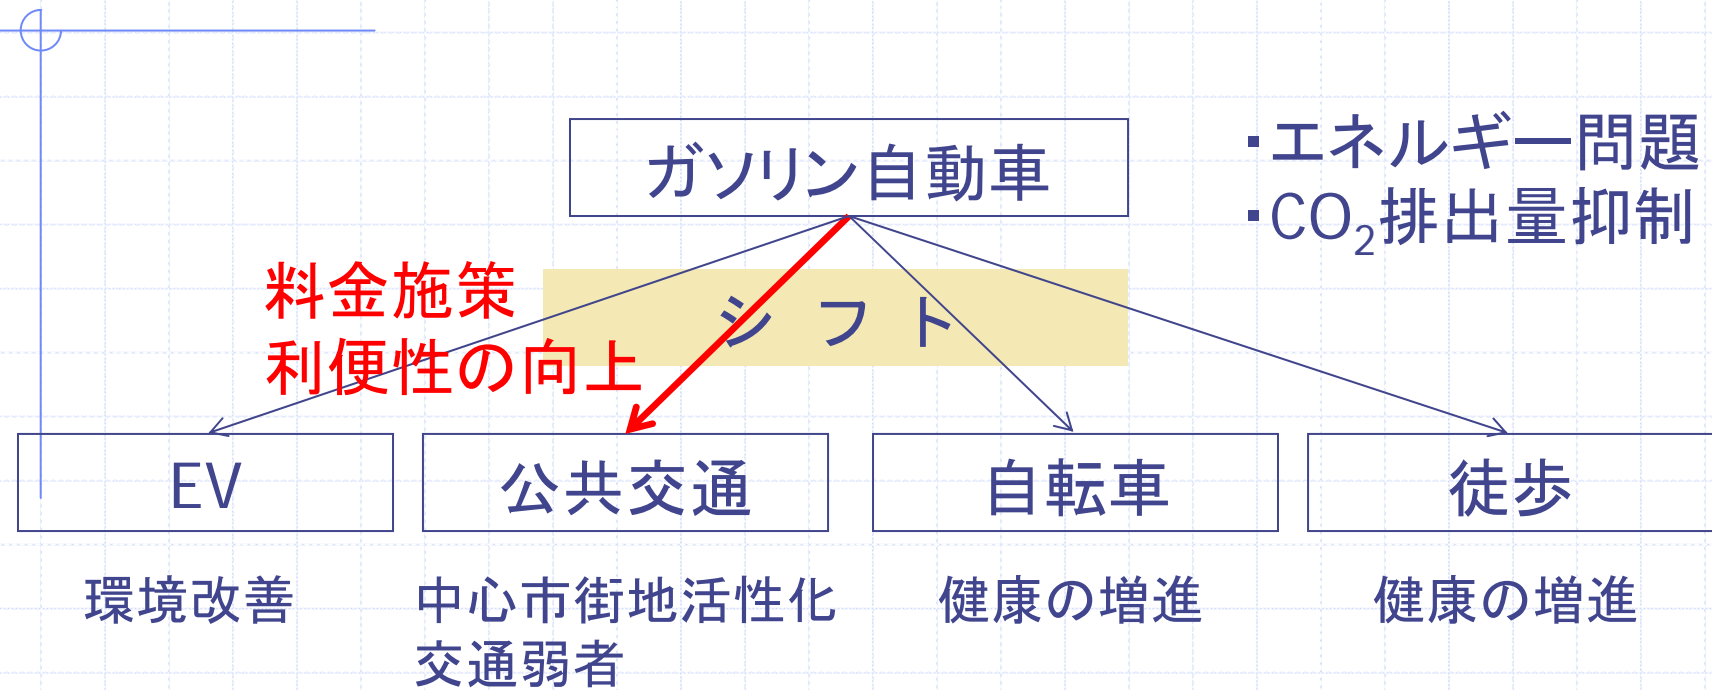 ガソリン自動車
・エネルギー問題
・CO₂排出量抑制
料金施策
利便性の向上
シフト
EV
公共交通
自転車
徒歩
環境改善
中心市街地活性化
交通弱者
健康の増進
健康の増進